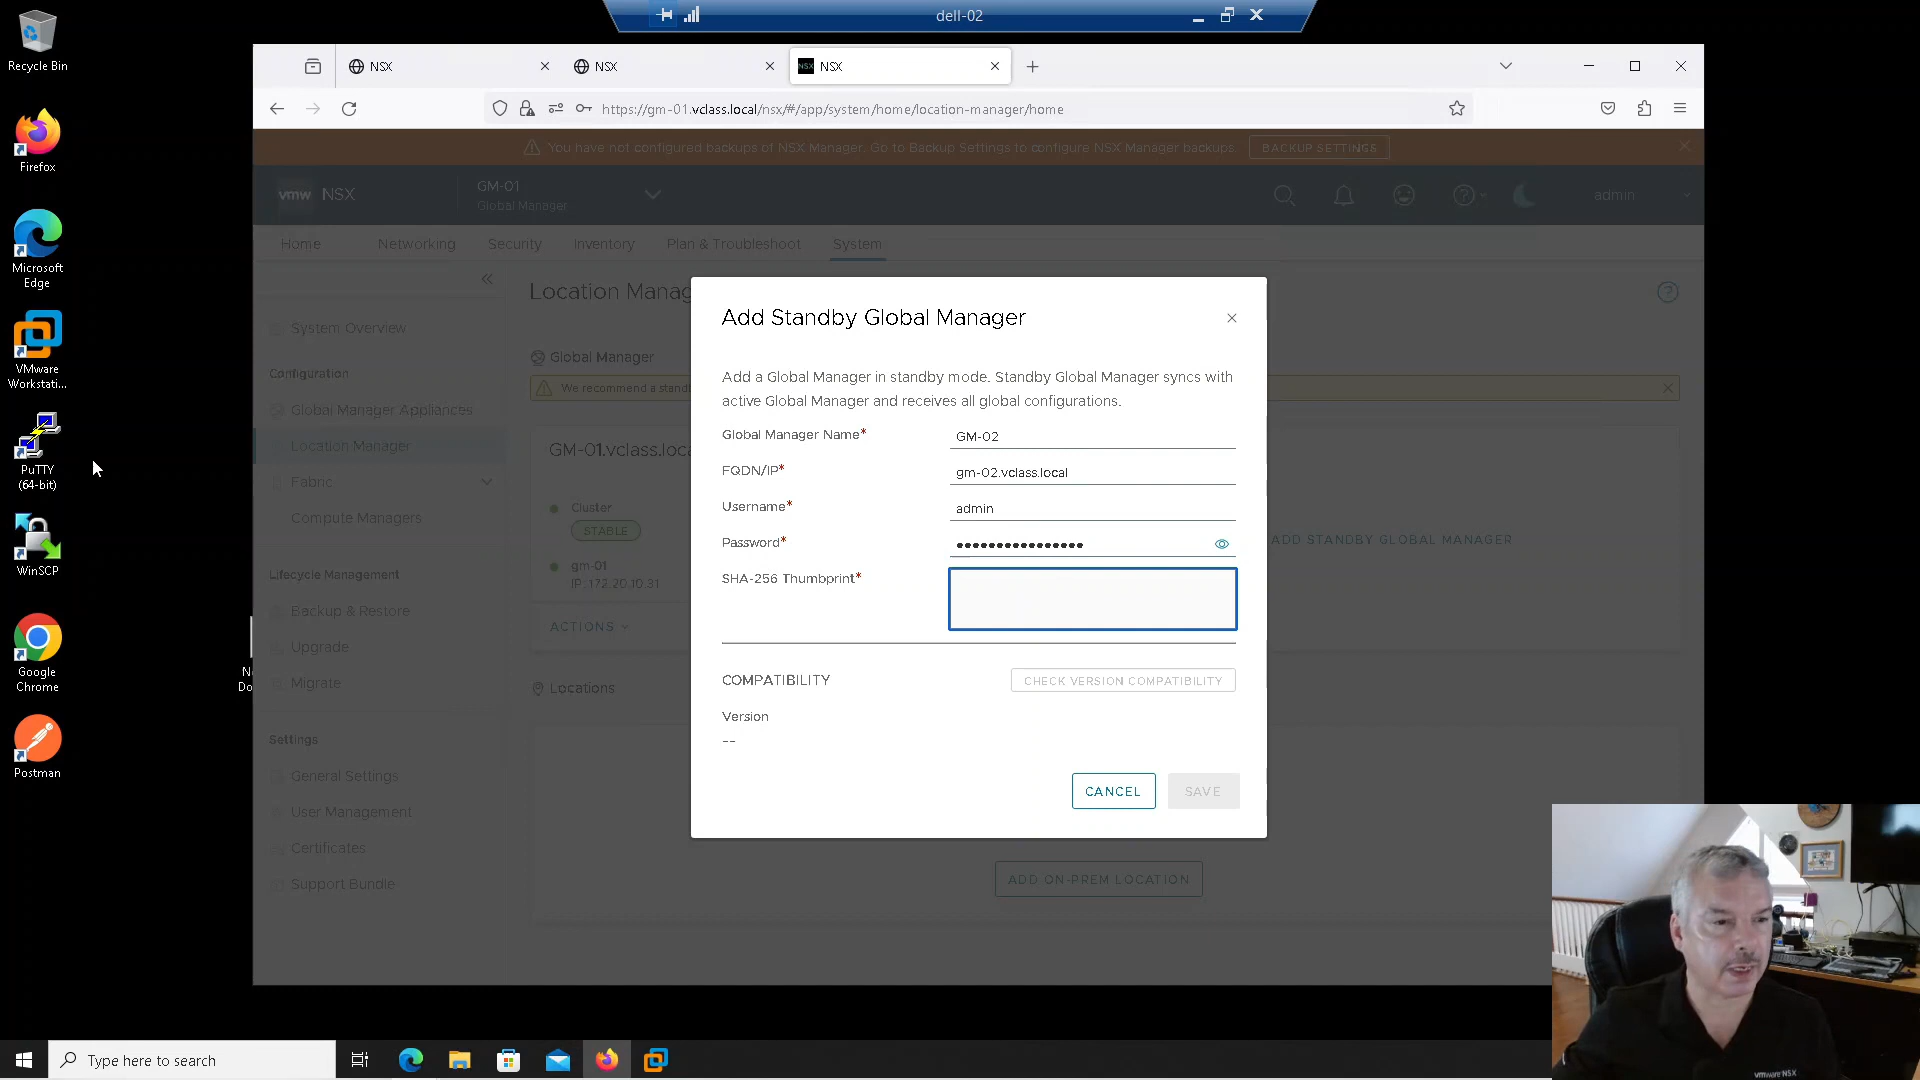 dell-02
Recycle Bin
Firefox
Microsoft
Edge
VMware
Workstati...
PuTTY
(64-bit)
WinSCP
Google
Chrome
Postman
NSX
NSX
NSX
NSX
https://gm-01.vclass.local/nsx/#/app/system/home/location-manager/home
You have not configured backups of NSX Manager. Go to Backup Settings to configure NSX Manager backups.
BACKUP SETTINGS
vmw NSX
GM-01
Global Manager
admin
Home
Networking
Security
Inventory
Plan & Troubleshoot
System
System Overview
Configuration
Global Manager Appliances
Location Manager
Fabric
Compute Managers
Lifecycle Management
Backup & Restore
Upgrade
Migrate
Settings
General Settings
User Management
Certificates
Support Bundle
Location Manag
Global Manager
We recommend a stand
GM-01.vclass.loca
Cluster
STABLE
gm-01
IP:172.20.10.31
ACTIONS
Locations
ADD STANDBY GLOBAL MANAGER
ADD ON-PREM LOCATION
Add Standby Global Manager
Add a Global Manager in standby mode. Standby Global Manager syncs with
active Global Manager and receives all global configurations.
Global Manager Name*
GM-02
FQDN/IP*
gm-02.vclass.local
Username*
admin
Password*
••••••••••••••••
SHA-256 Thumbprint*
COMPATIBILITY
CHECK VERSION COMPATIBILITY
Version
--
CANCEL
SAVE
N
Do
Type here to search
vmware NSX